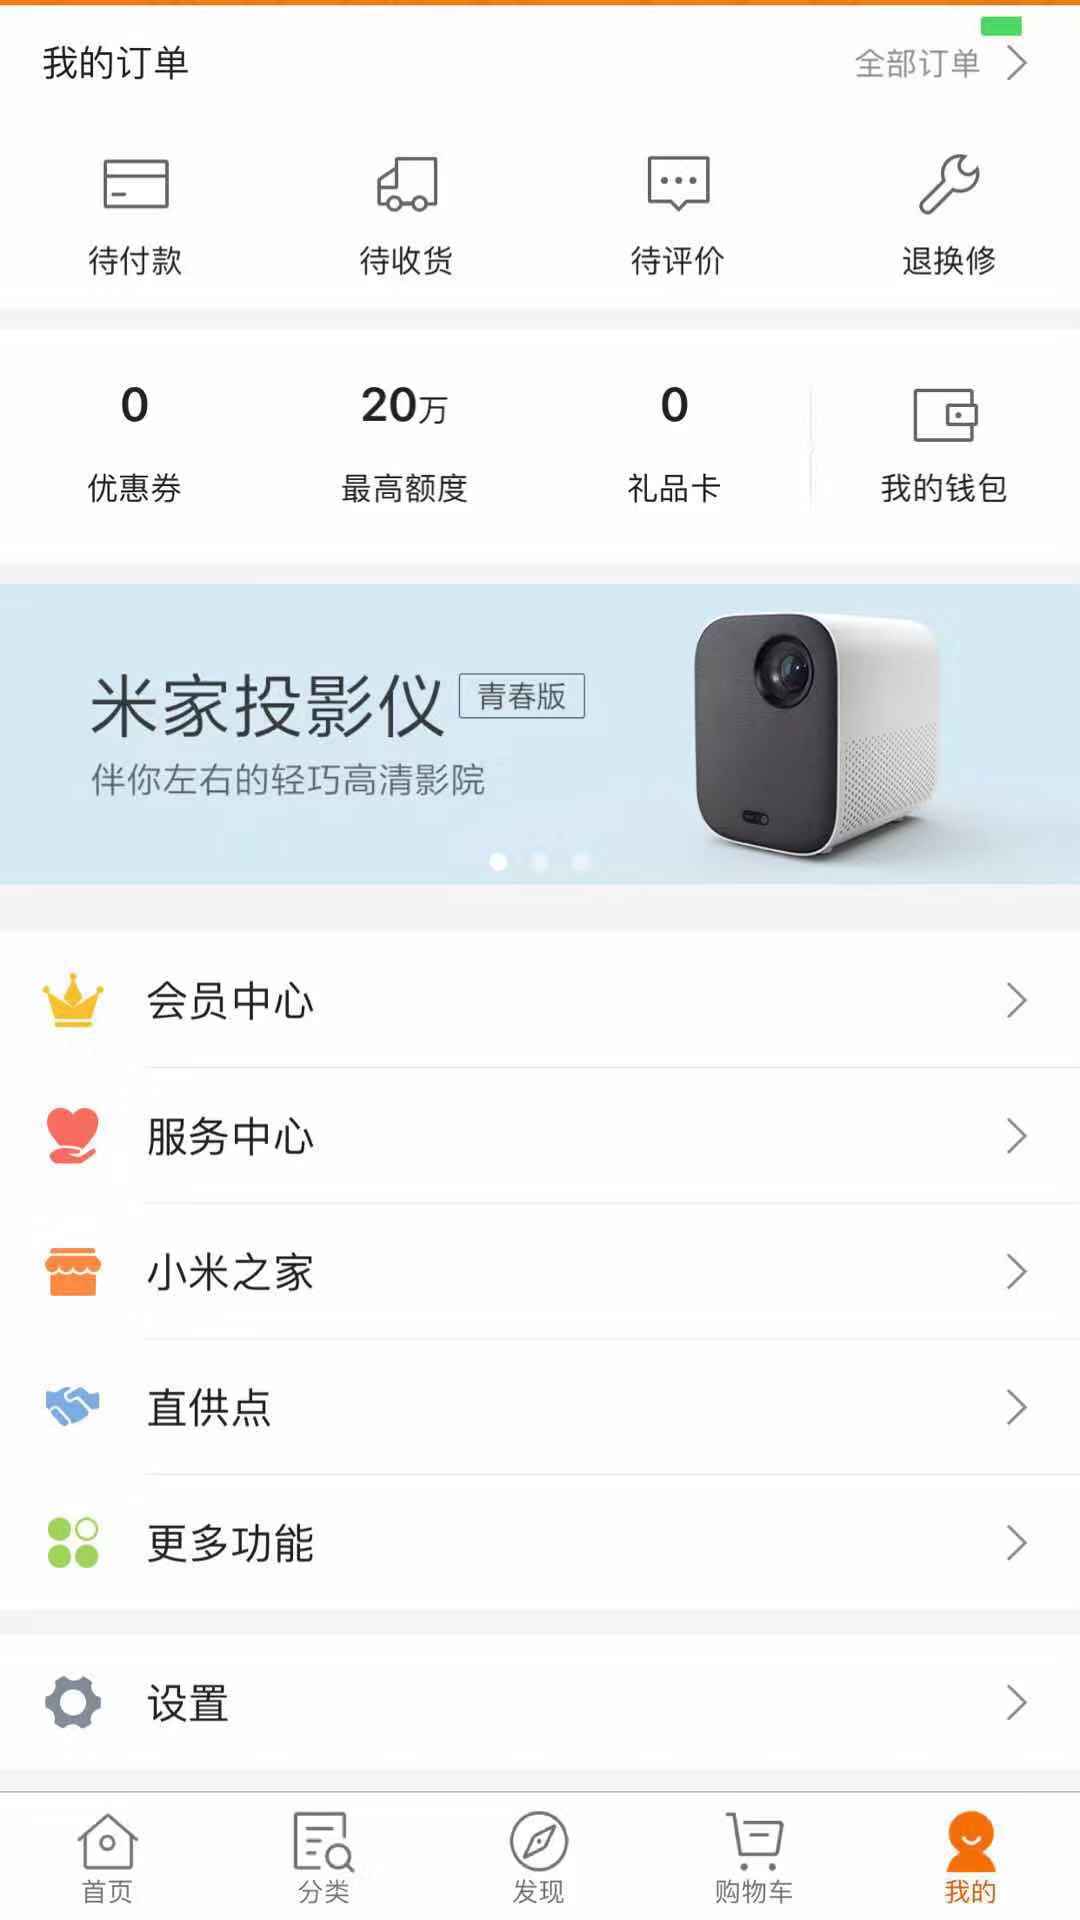 我的订单 全部订单
待付款 待收货 待评价 退换修
0 20万 0
优惠券 最高额度 礼品卡 我的钱包
米家投影仪 青春版
伴你左右的轻巧高清影院
会员中心
服务中心
小米之家
直供点
更多功能
设置
首页 分类 发现 购物车 我的